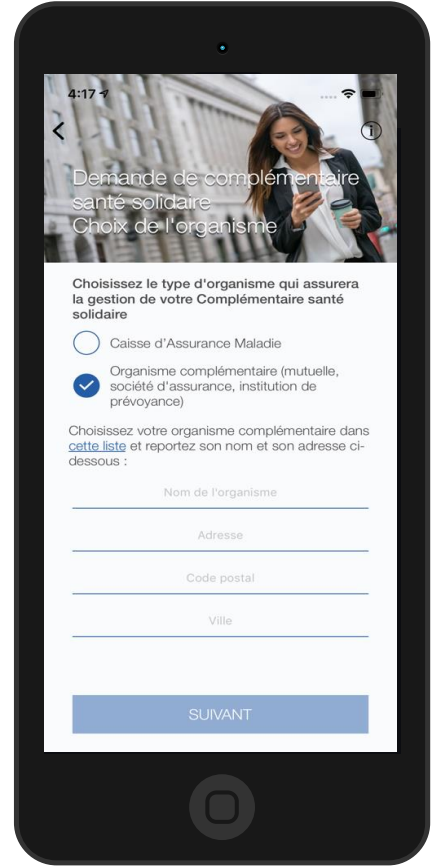 4:17
Demande de complémentaire
santé solidaire
Choix de l'organisme
Choisissez le type d'organisme qui assurera
la gestion de votre Complémentaire santé
solidaire
Caisse d'Assurance Maladie
Organisme complémentaire (mutuelle,
société d'assurance, institution de
prévoyance)
Choisissez votre organisme complémentaire dans
cette liste et reportez son nom et son adresse ci-
dessous :
Nom de l'organisme
Adresse
Code postal
Ville
SUIVANT